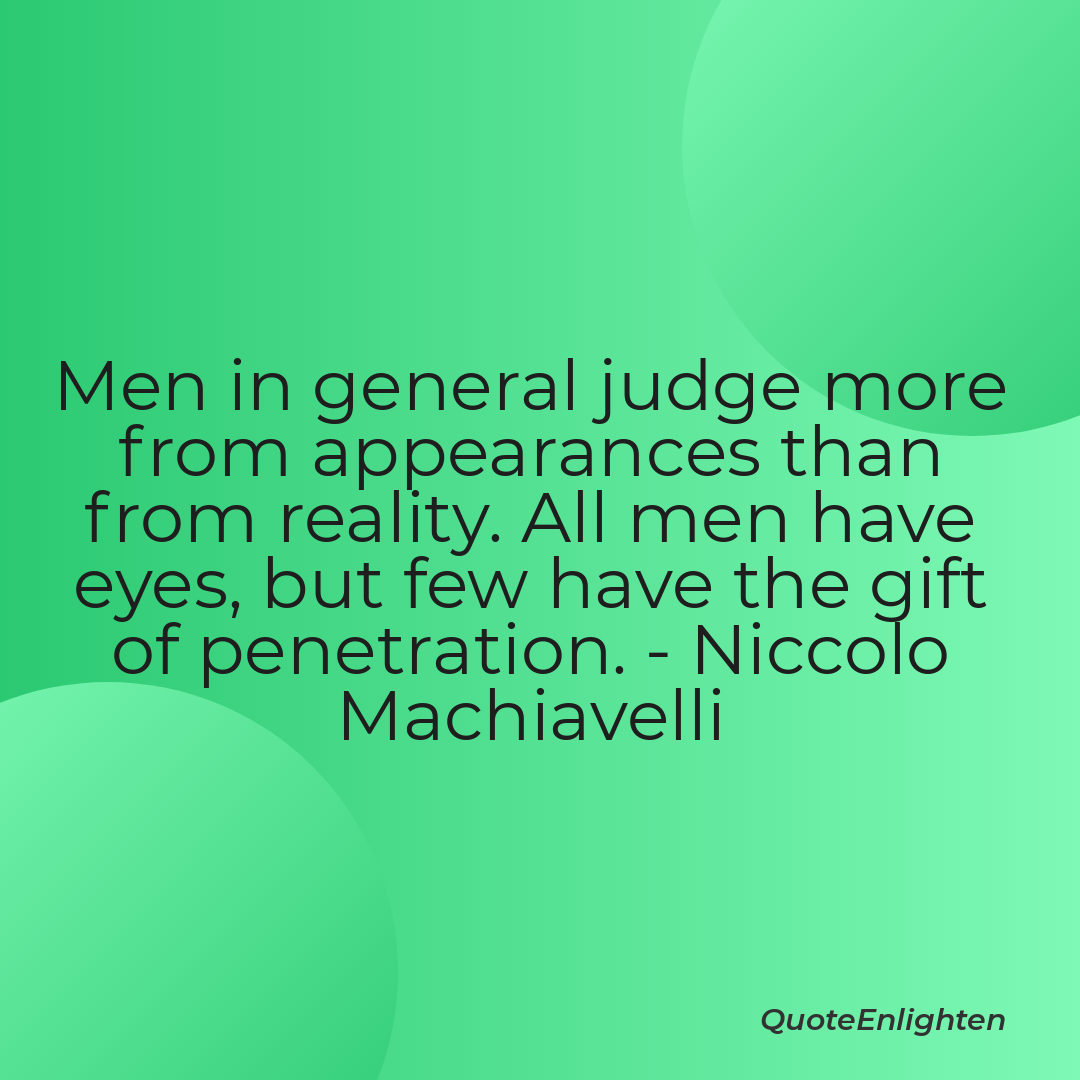 Men in general judge more
from appearances than
from reality. All men have
eyes, but few have the gift
of penetration. - Niccolo
Machiavelli
QuoteEnlighten